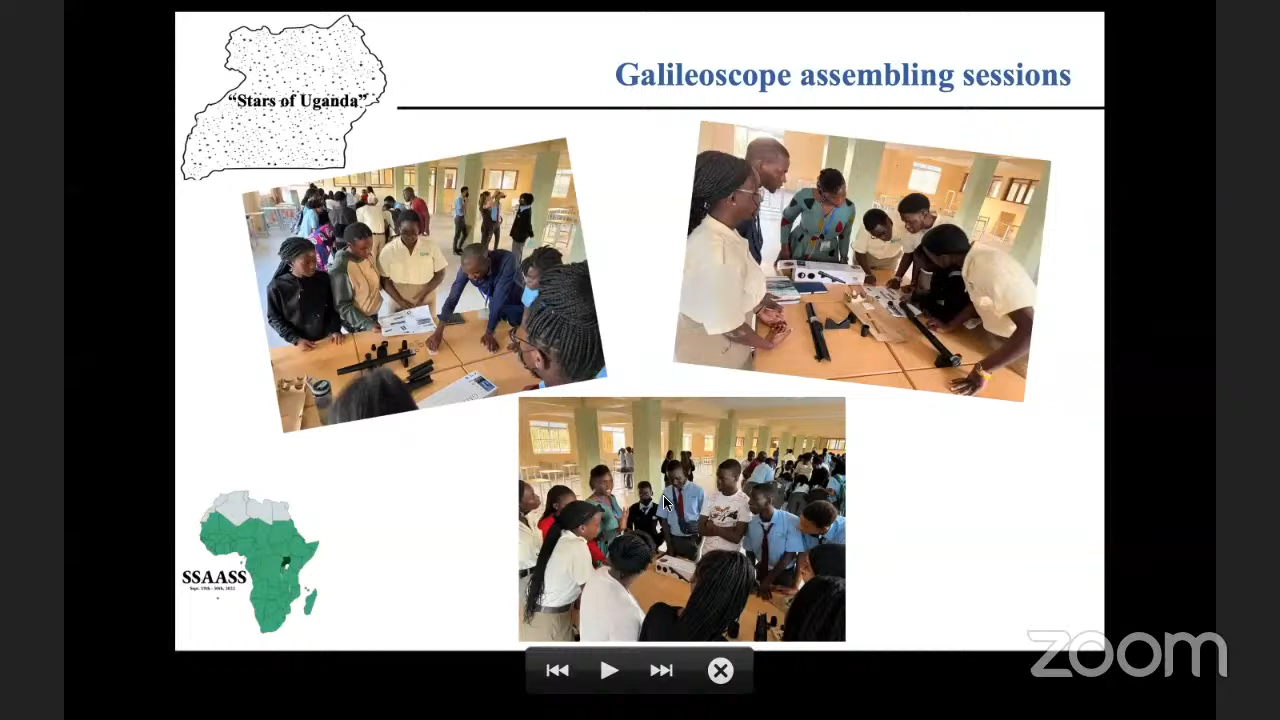 Galileoscope assembling sessions
“Stars of Uganda”
SSAASS
zoom